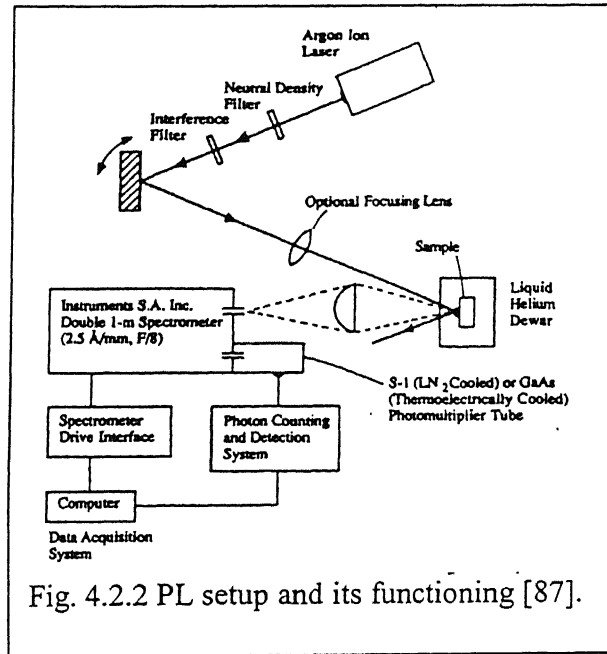 Argon Ion
Laser
Neutral Density
Filter
Interference
Filter
Optional Focusing Lens
Sample
Liquid
Helium
Dewar
Instruments S.A. Inc.
Double 1-m Spectrometer
(2.5 Å/mm, F/8)
S-1 (LN2Cooled) or GaAs
(Thermoelectrically Cooled)
Photomultiplier Tube
Spectrometer
Drive Interface
Photon Counting
and Detection
System
Computer
Data Acquisition
System
Fig. 4.2.2 PL setup and its functioning [87].